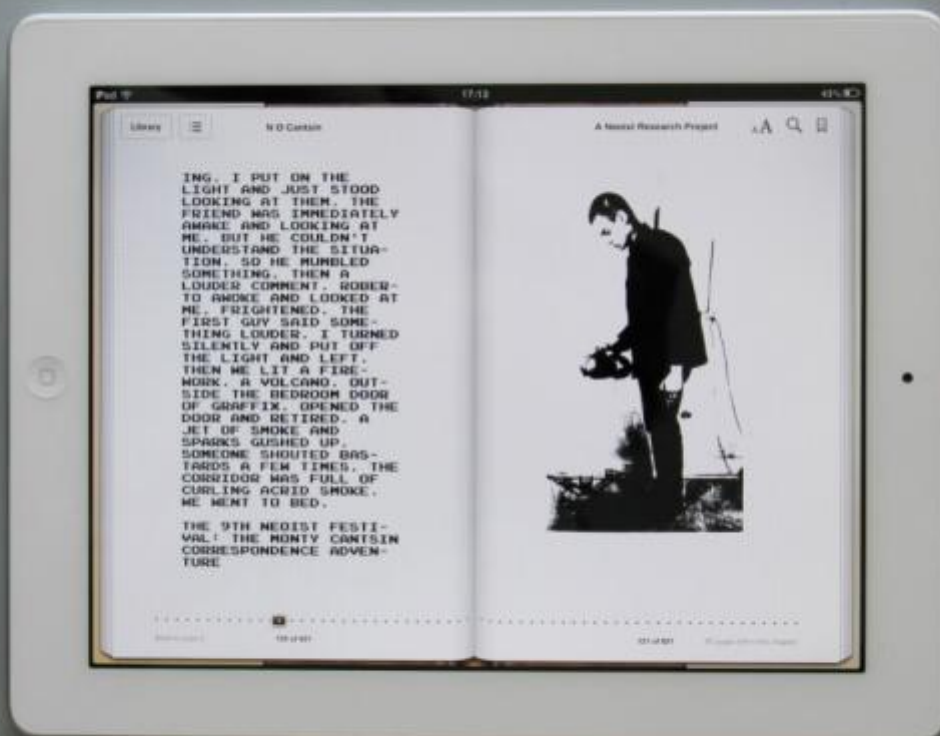 iPad 17:12 43%
Library N O Cantsin A Neoist Research Project AA
ING. I PUT ON THE
LIGHT AND JUST STOOD
LOOKING AT THEM. THE
FRIEND WAS IMMEDIATELY
AWAKE AND LOOKING AT
ME. BUT HE COULDN'T
UNDERSTAND THE SITUA-
TION. SO HE MUMBLED
SOMETHING. THEN A
LOUDER COMMENT. ROBER-
TO AWOKE AND LOOKED AT
ME. FRIGHTENED. THE
FIRST GUY SAID SOME-
THING LOUDER. I TURNED
SILENTLY AND PUT OFF
THE LIGHT AND LEFT.
THEN WE LIT A FIRE-
WORK. A VOLCANO. OUT-
SIDE THE BEDROOM DOOR
OF GRAFFIX. OPENED THE
DOOR AND RETIRED. A
JET OF SMOKE AND
SPARKS GUSHED UP.
SOMEONE SHOUTED BAS-
TARDS A FEW TIMES. THE
CORRIDOR WAS FULL OF
CURLING ACRID SMOKE.
WE WENT TO BED.
THE 9TH NEOIST FESTI-
VAL: THE MONTY CANTSIN
CORRESPONDENCE ADVEN-
TURE